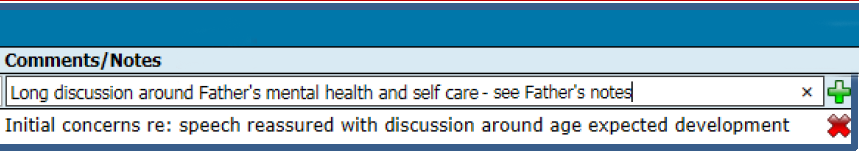 Comments/Notes
Long discussion around Father's mental health and self care - see Father's notes
Initial concerns re: speech reassured with discussion around age expected development